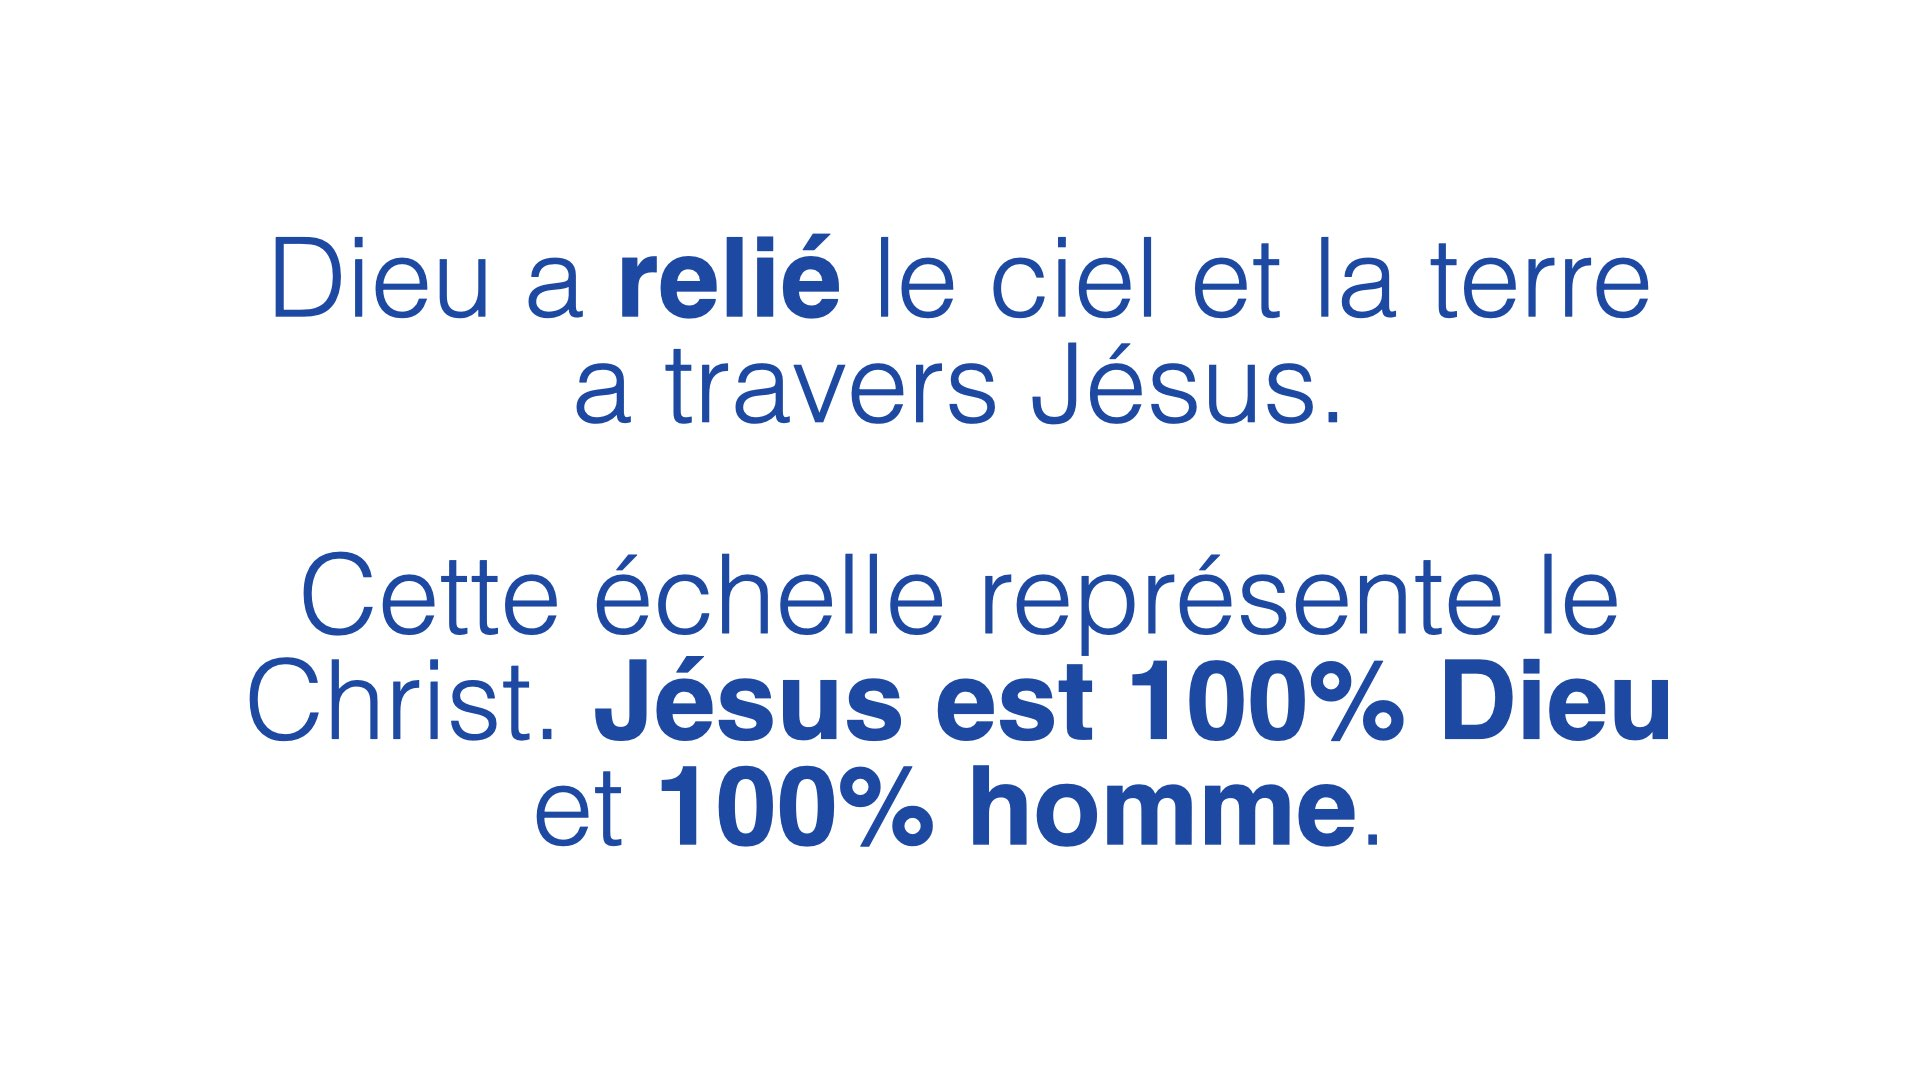 Dieu a relié le ciel et la terre
a travers Jésus.
Cette échelle représente le
Christ. Jésus est 100% Dieu
et 100% homme.